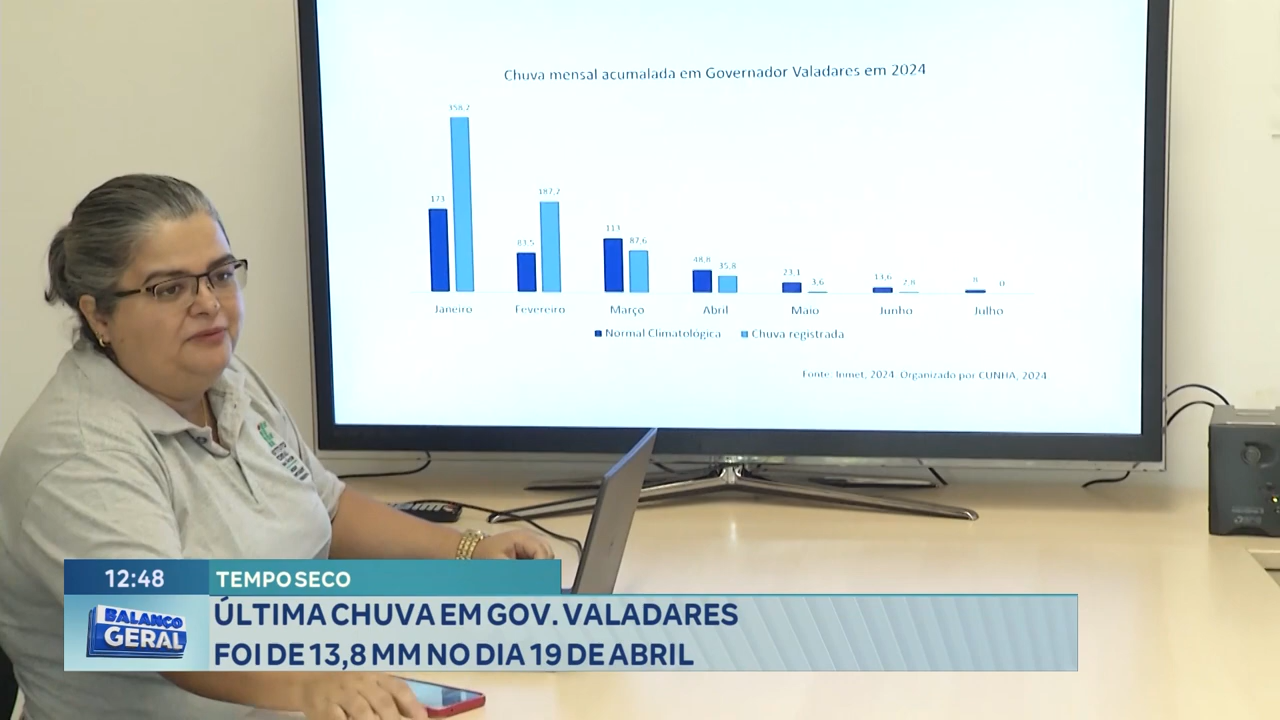 Chuva mensal acumalada em Governador Valadares em 2024
358,2
173
187,2
83,5
113
87,6
48,8
35,8
23,1
3,6
13,6
2,8
8
0
Janeiro
Fevereiro
Março
Abril
Maio
Junho
Julho
Normal Climatológica
Chuva registrada
Fonte: Inmet, 2024. Organizado por CUNHA, 2024
12:48
TEMPO SECO
BALANÇO
GERAL
ÚLTIMA CHUVA EM GOV. VALADARES
FOI DE 13,8 MM NO DIA 19 DE ABRIL